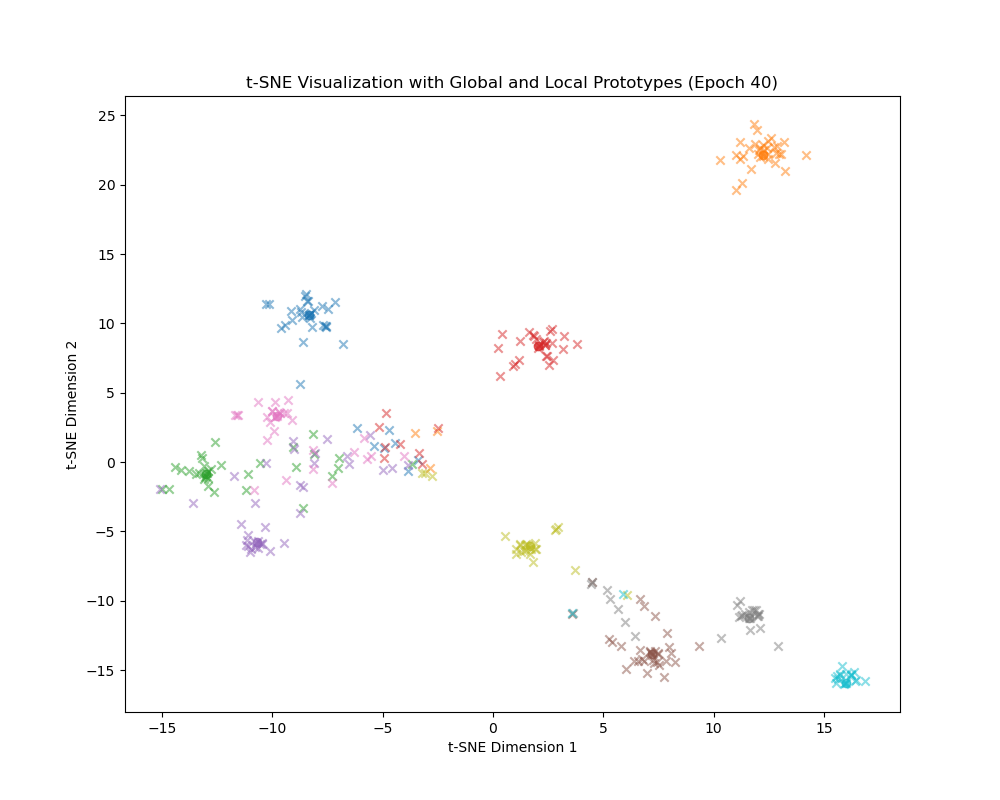 t-SNE Visualization with Global and Local Prototypes (Epoch 40)
25
20
15
10
5
0
−5
−10
−15
t-SNE Dimension 2
−15 −10 −5 0 5 10 15
t-SNE Dimension 1